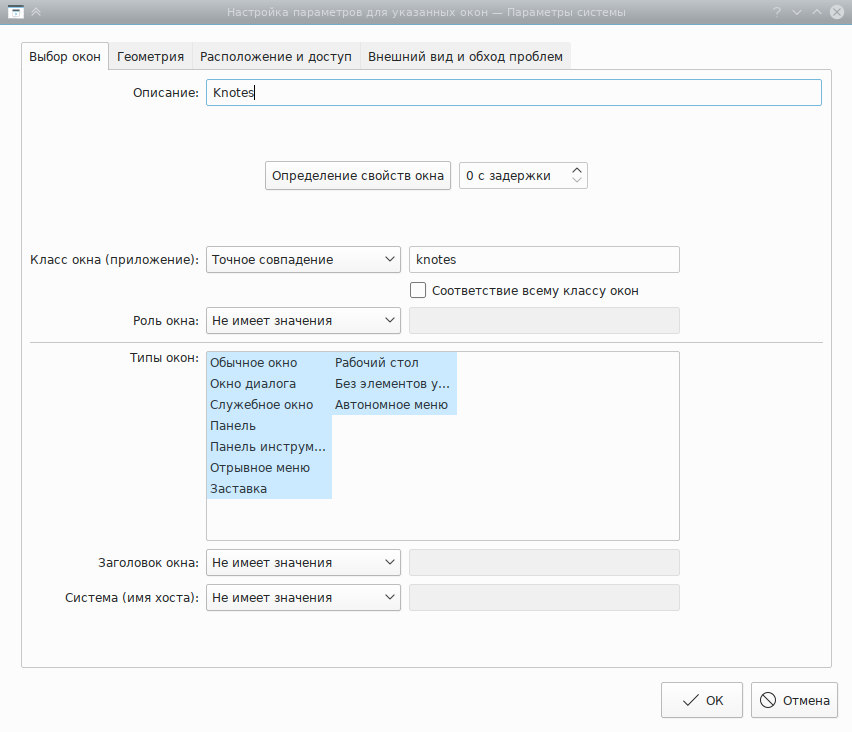 Настройка параметров для указанных окон — Параметры системы
Выбор окон Геометрия Расположение и доступ Внешний вид и обход проблем
Описание: Knotes
Определение свойств окна 0 с задержки
Класс окна (приложение): Точное совпадение knotes
Соответствие всему классу окон
Роль окна: Не имеет значения
Типы окон: Обычное окно Рабочий стол
Окно диалога Без элементов у...
Служебное окно Автономное меню
Панель
Панель инструм...
Отрывное меню
Заставка
Заголовок окна: Не имеет значения
Система (имя хоста): Не имеет значения
ОК Отмена